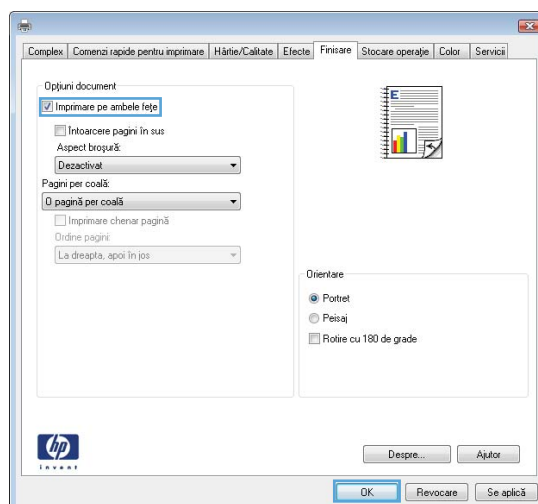 Complex Comenzi rapide pentru imprimare Hârtie/Calitate Efecte Finisare Stocare operaţie Color Servicii
Opţiuni document
Imprimare pe ambele feţe
Întoarcere pagini în sus
Aspect broşură:
Dezactivat
Pagini per coală:
O pagină per coală
Imprimare chenar pagină
Ordine pagini:
La dreapta, apoi în jos
E
Orientare
Portret
Peisaj
Rotire cu 180 de grade
hp
invent
Despre... Ajutor
OK Revocare Se aplică